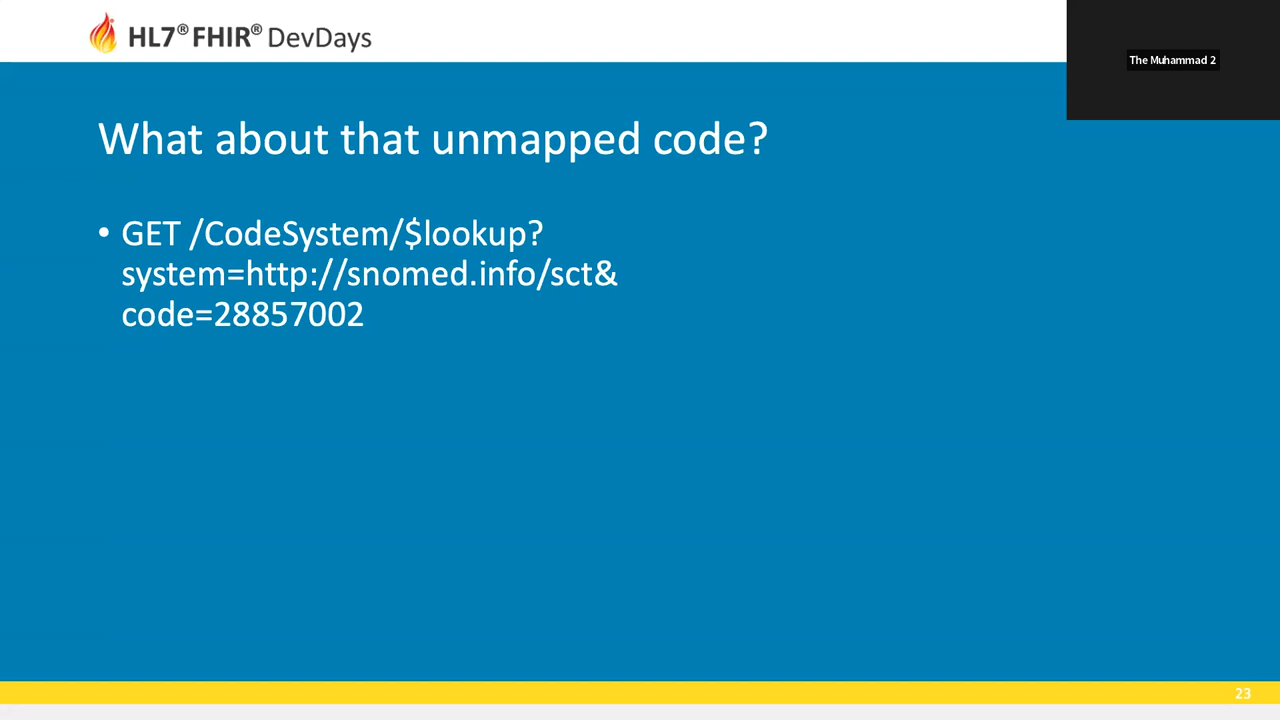 HL7® FHIR® DevDays
The Muhammad 2
What about that unmapped code?
• GET /CodeSystem/$lookup?
system=http://snomed.info/sct&
code=28857002
23